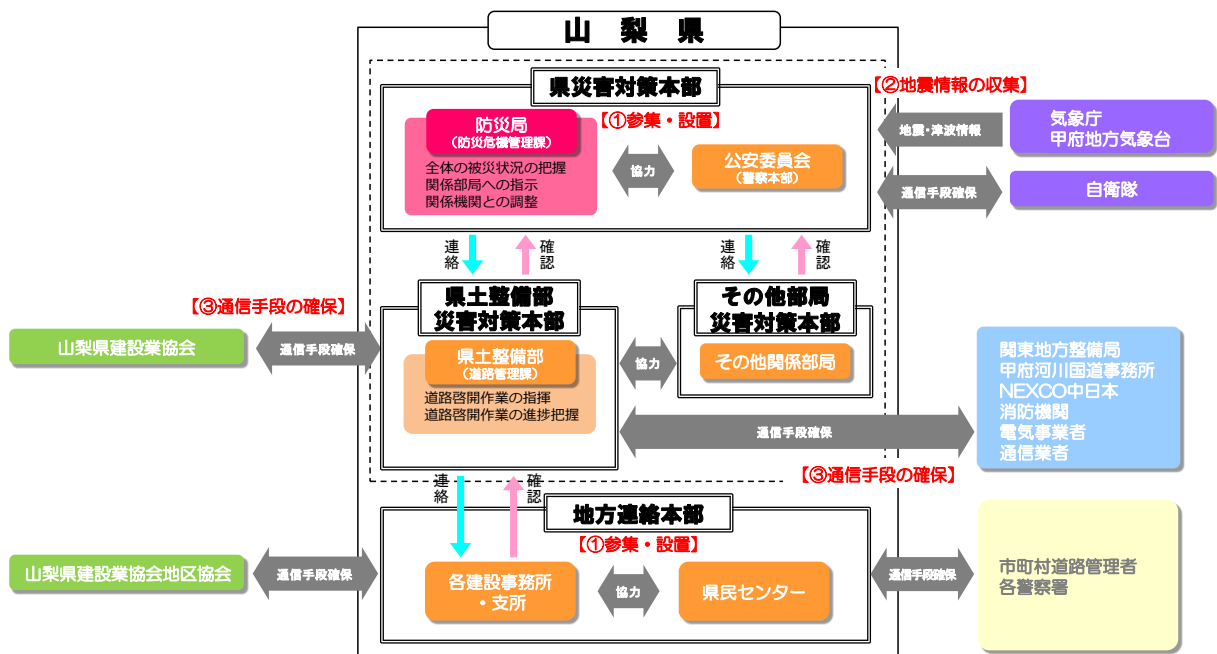 山梨県
県災害対策本部
【②地震情報の収集】
【①参集・設置】
防災局
(防災危機管理課)
全体の被災状況の把握
関係部局への指示
関係機関との調整
協力
公安委員会
(警察本部)
地震・津波情報
気象庁
甲府地方気象台
通信手段確保
自衛隊
連絡
確認
連絡
確認
【③通信手段の確保】
県土整備部
災害対策本部
その他部局
災害対策本部
山梨県建設業協会
通信手段確保
県土整備部
(道路管理課)
道路啓開作業の指揮
道路啓開作業の進捗把握
協力
その他関係部局
通信手段確保
関東地方整備局
甲府河川国道事務所
NEXCO中日本
消防機関
電気事業者
通信業者
【③通信手段の確保】
連絡
確認
地方連絡本部
【①参集・設置】
山梨県建設業協会地区協会
通信手段確保
各建設事務所
・支所
協力
県民センター
通信手段確保
市町村道路管理者
各警察署